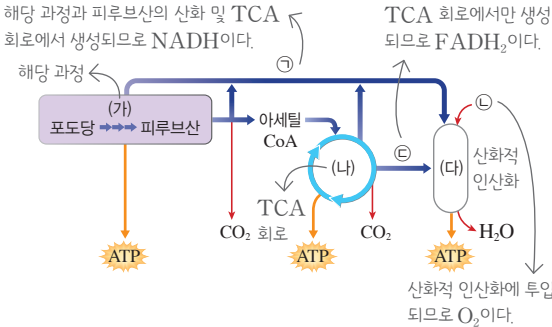 해당 과정과 피루브산의 산화 및 TCA
회로에서 생성되므로 NADH이다.
TCA 회로에서만 생성
되므로 FADH₂이다.
해당 과정
㉠
(가)
포도당 피루브산
아세틸
CoA
㉡
㉢
(나)
(다)
산화적
인산화
TCA
회로
CO₂
CO₂
H₂O
ATP
ATP
ATP
산화적 인산화에 투입
되므로 O₂이다.